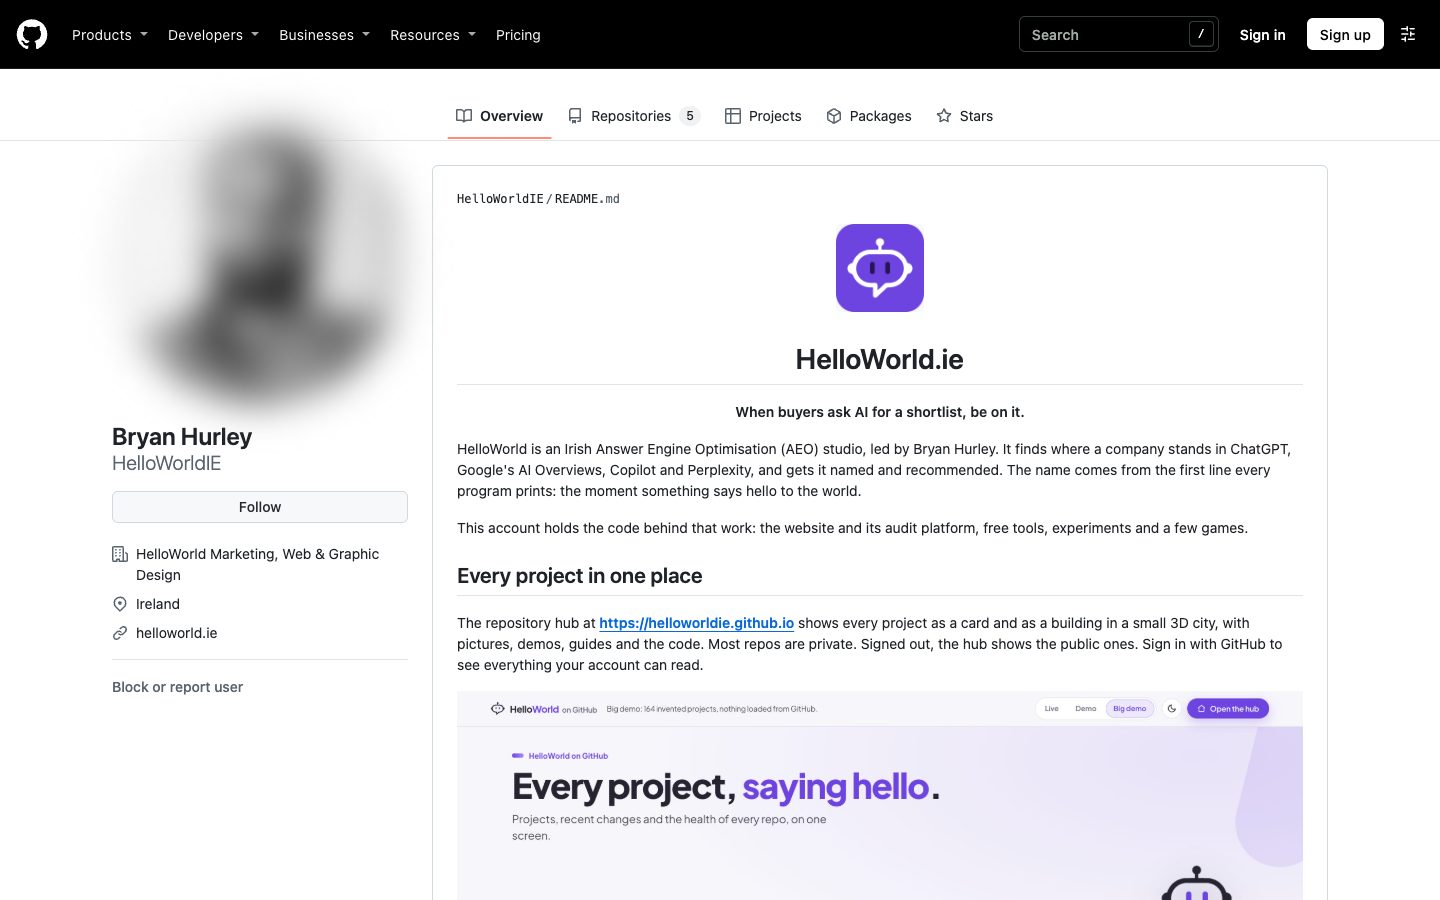 Products
Developers
Businesses
Resources
Pricing
Search
/
Sign in
Sign up
Overview
Repositories 5
Projects
Packages
Stars
Bryan Hurley
HelloWorldIE
Follow
HelloWorld Marketing, Web & Graphic
Design
Ireland
helloworld.ie
Block or report user
HelloWorldIE/README.md
HelloWorld.ie
When buyers ask AI for a shortlist, be on it.
HelloWorld is an Irish Answer Engine Optimisation (AEO) studio, led by Bryan Hurley. It finds where a company stands in ChatGPT,
Google's AI Overviews, Copilot and Perplexity, and gets it named and recommended. The name comes from the first line every
program prints: the moment something says hello to the world.
This account holds the code behind that work: the website and its audit platform, free tools, experiments and a few games.
Every project in one place
The repository hub at https://helloworldie.github.io shows every project as a card and as a building in a small 3D city, with
pictures, demos, guides and the code. Most repos are private. Signed out, the hub shows the public ones. Sign in with GitHub to
see everything your account can read.
HelloWorld on GitHub Big demo: 164 invented projects, nothing loaded from GitHub.
Live Demo Big demo Open the hub
HelloWorld on GitHub
Every project, saying hello.
Projects, recent changes and the health of every repo, on one
screen.